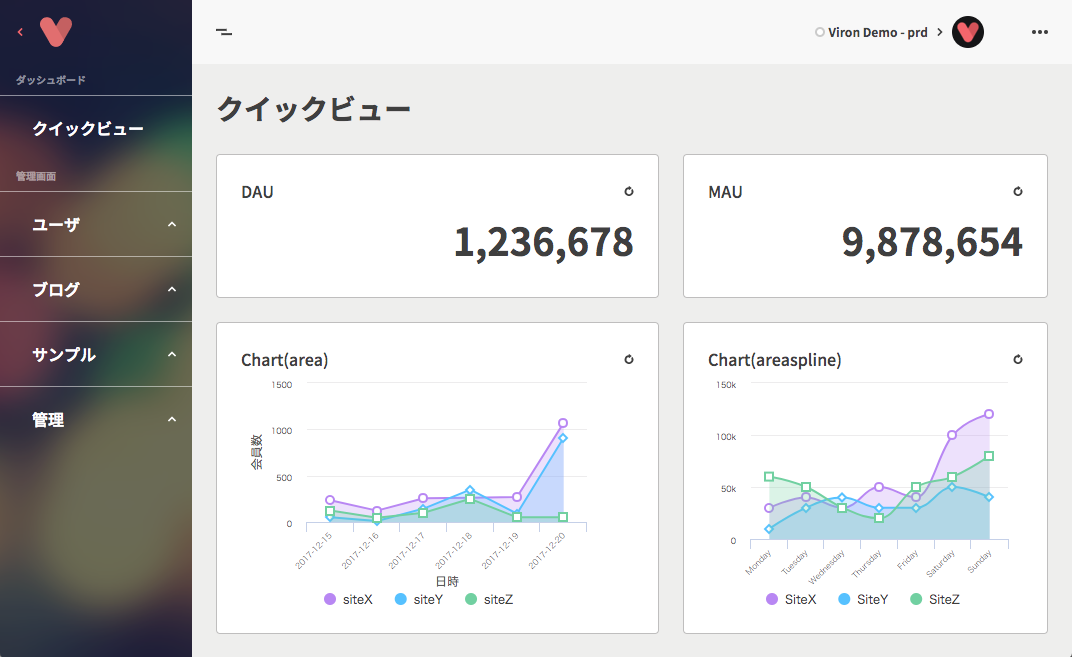 ダッシュボード
クイックビュー
管理画面
ユーザ
ブログ
サンプル
管理
Viron Demo - prd
クイックビュー
DAU
1,236,678
MAU
9,878,654
Chart(area)
1500
1000
500
0
会員数
2017-12-15
2017-12-16
2017-12-17
2017-12-18
2017-12-19
2017-12-20
日時
siteX siteY siteZ
Chart(areaspline)
150k
100k
50k
0
Monday
Tuesday
Wednesday
Thursday
Friday
Saturday
Sunday
SiteX SiteY SiteZ